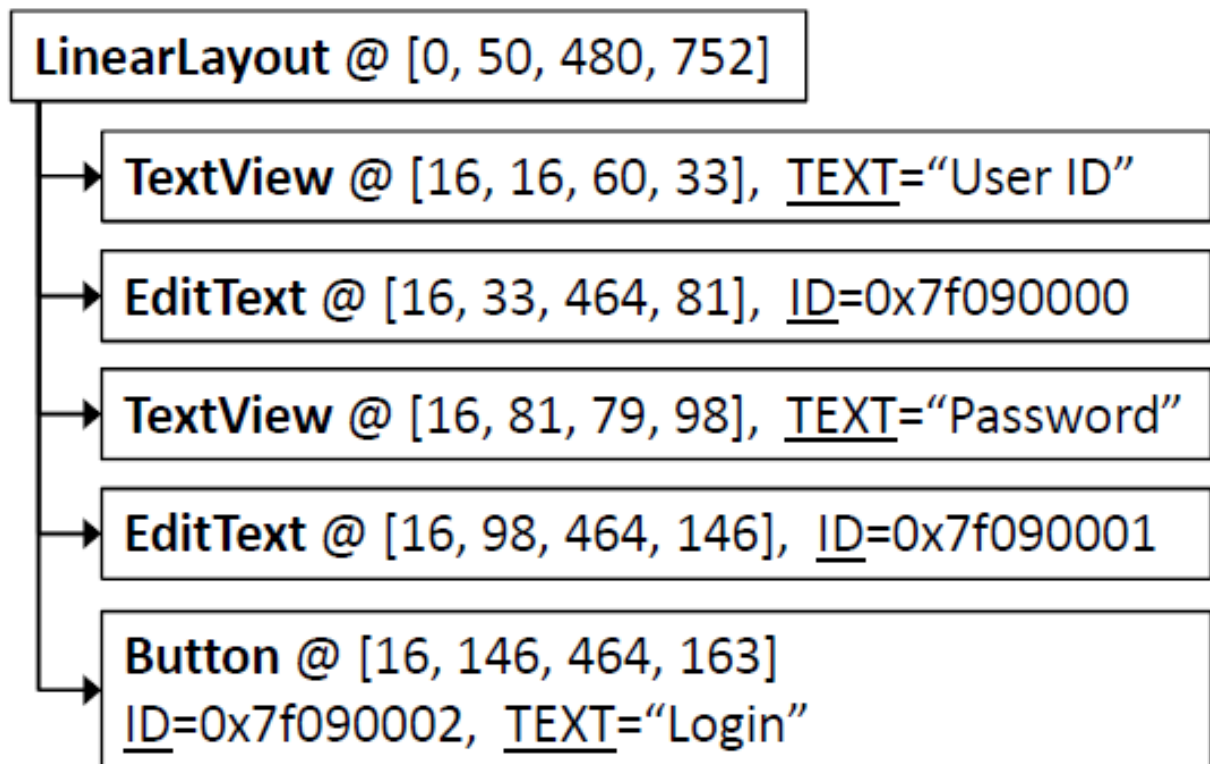 LinearLayout @ [0, 50, 480, 752]
TextView @ [16, 16, 60, 33], TEXT=“User ID”
EditText @ [16, 33, 464, 81], ID=0x7f090000
TextView @ [16, 81, 79, 98], TEXT=“Password”
EditText @ [16, 98, 464, 146], ID=0x7f090001
Button @ [16, 146, 464, 163]
ID=0x7f090002, TEXT=“Login”